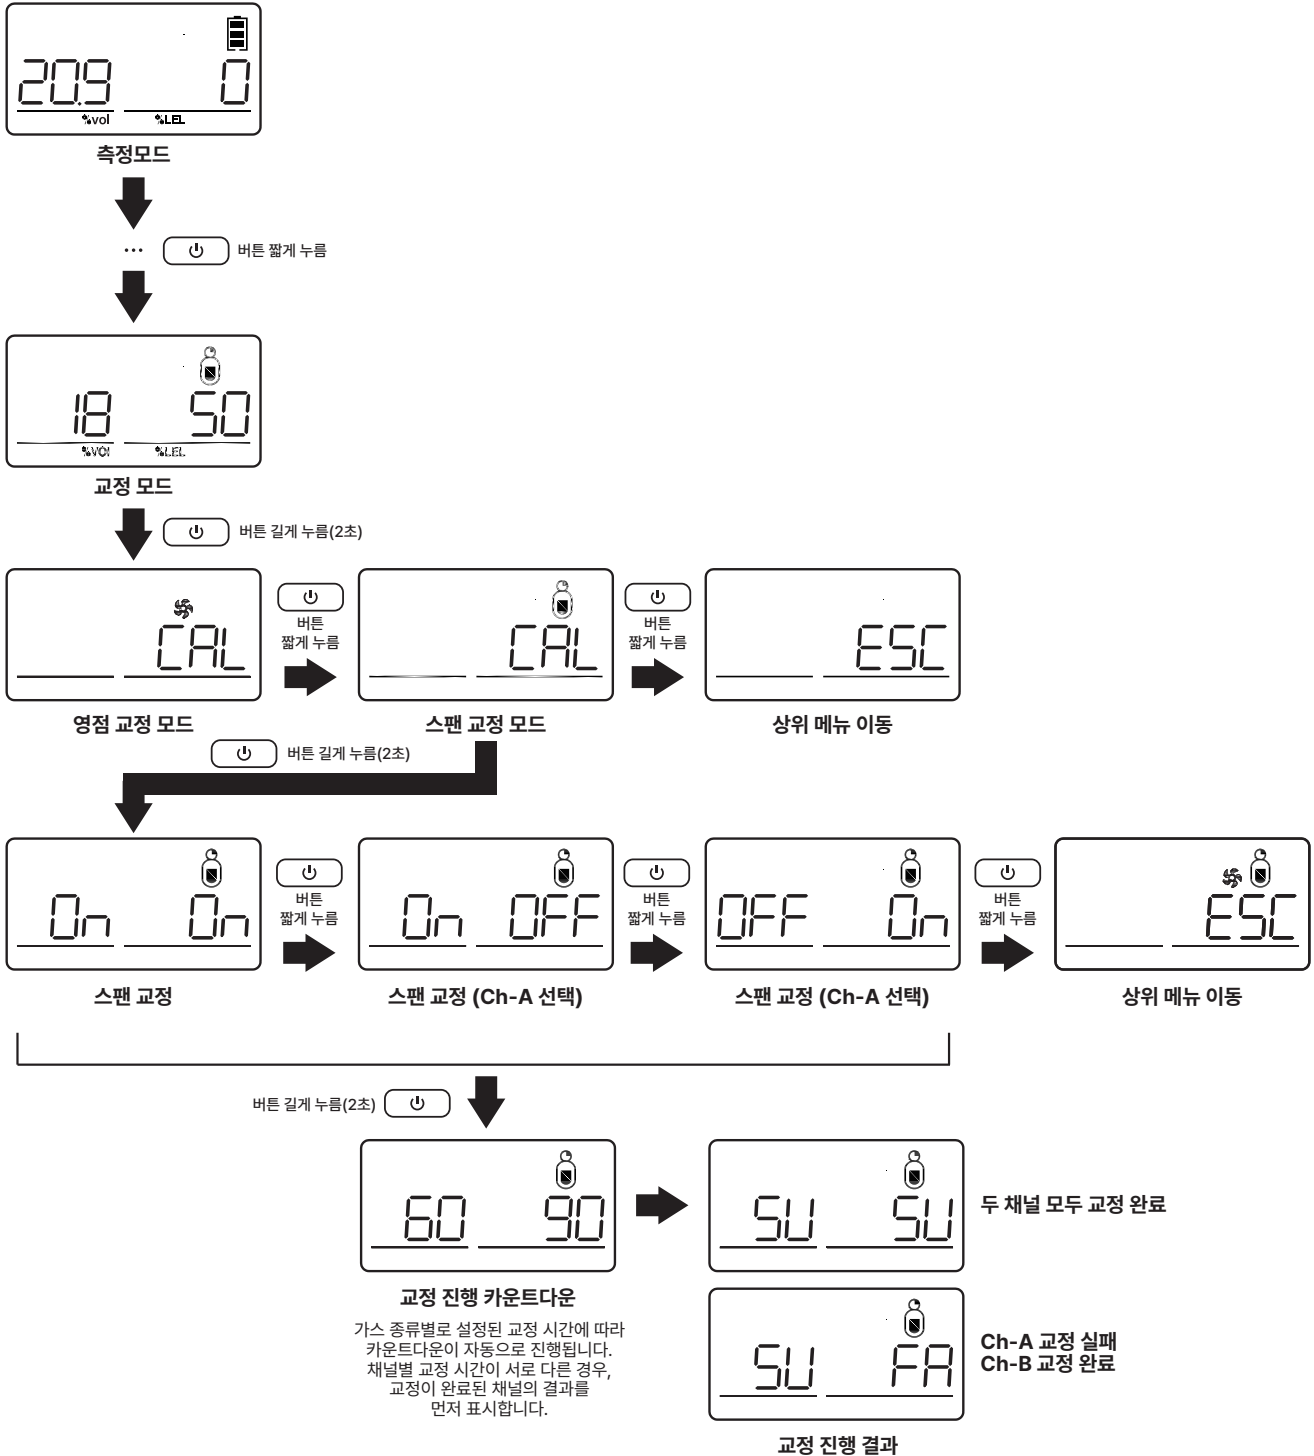 20.9 0
%vol %LEL
측정모드
... 버튼 짧게 누름
18 50
%vol %LEL
교정 모드
버튼 길게 누름(2초)
CAL
영점 교정 모드
버튼
짧게 누름
CAL
스팬 교정 모드
버튼
짧게 누름
ESC
상위 메뉴 이동
버튼 길게 누름(2초)
On On
스팬 교정
버튼
짧게 누름
On OFF
스팬 교정 (Ch-A 선택)
버튼
짧게 누름
OFF On
스팬 교정 (Ch-A 선택)
버튼
짧게 누름
ESC
상위 메뉴 이동
버튼 길게 누름(2초)
60 90
교정 진행 카운트다운
가스 종류별로 설정된 교정 시간에 따라
카운트다운이 자동으로 진행됩니다.
채널별 교정 시간이 서로 다른 경우,
교정이 완료된 채널의 결과를
먼저 표시합니다.
SU SU
두 채널 모두 교정 완료
SU FA
Ch-A 교정 실패
Ch-B 교정 완료
교정 진행 결과